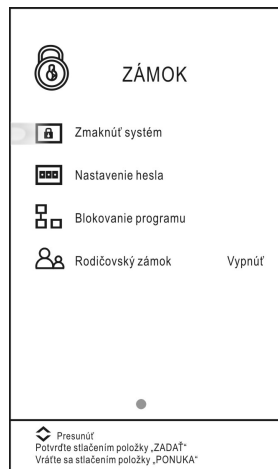 ZÁMOK
Zmaknúť systém
Nastavenie hesla
Blokovanie programu
Rodičovský zámok Vypnúť
Presunúť
Potvrďte stlačením položky „ZADAŤ“
Vráťte sa stlačením položky „PONUKA“